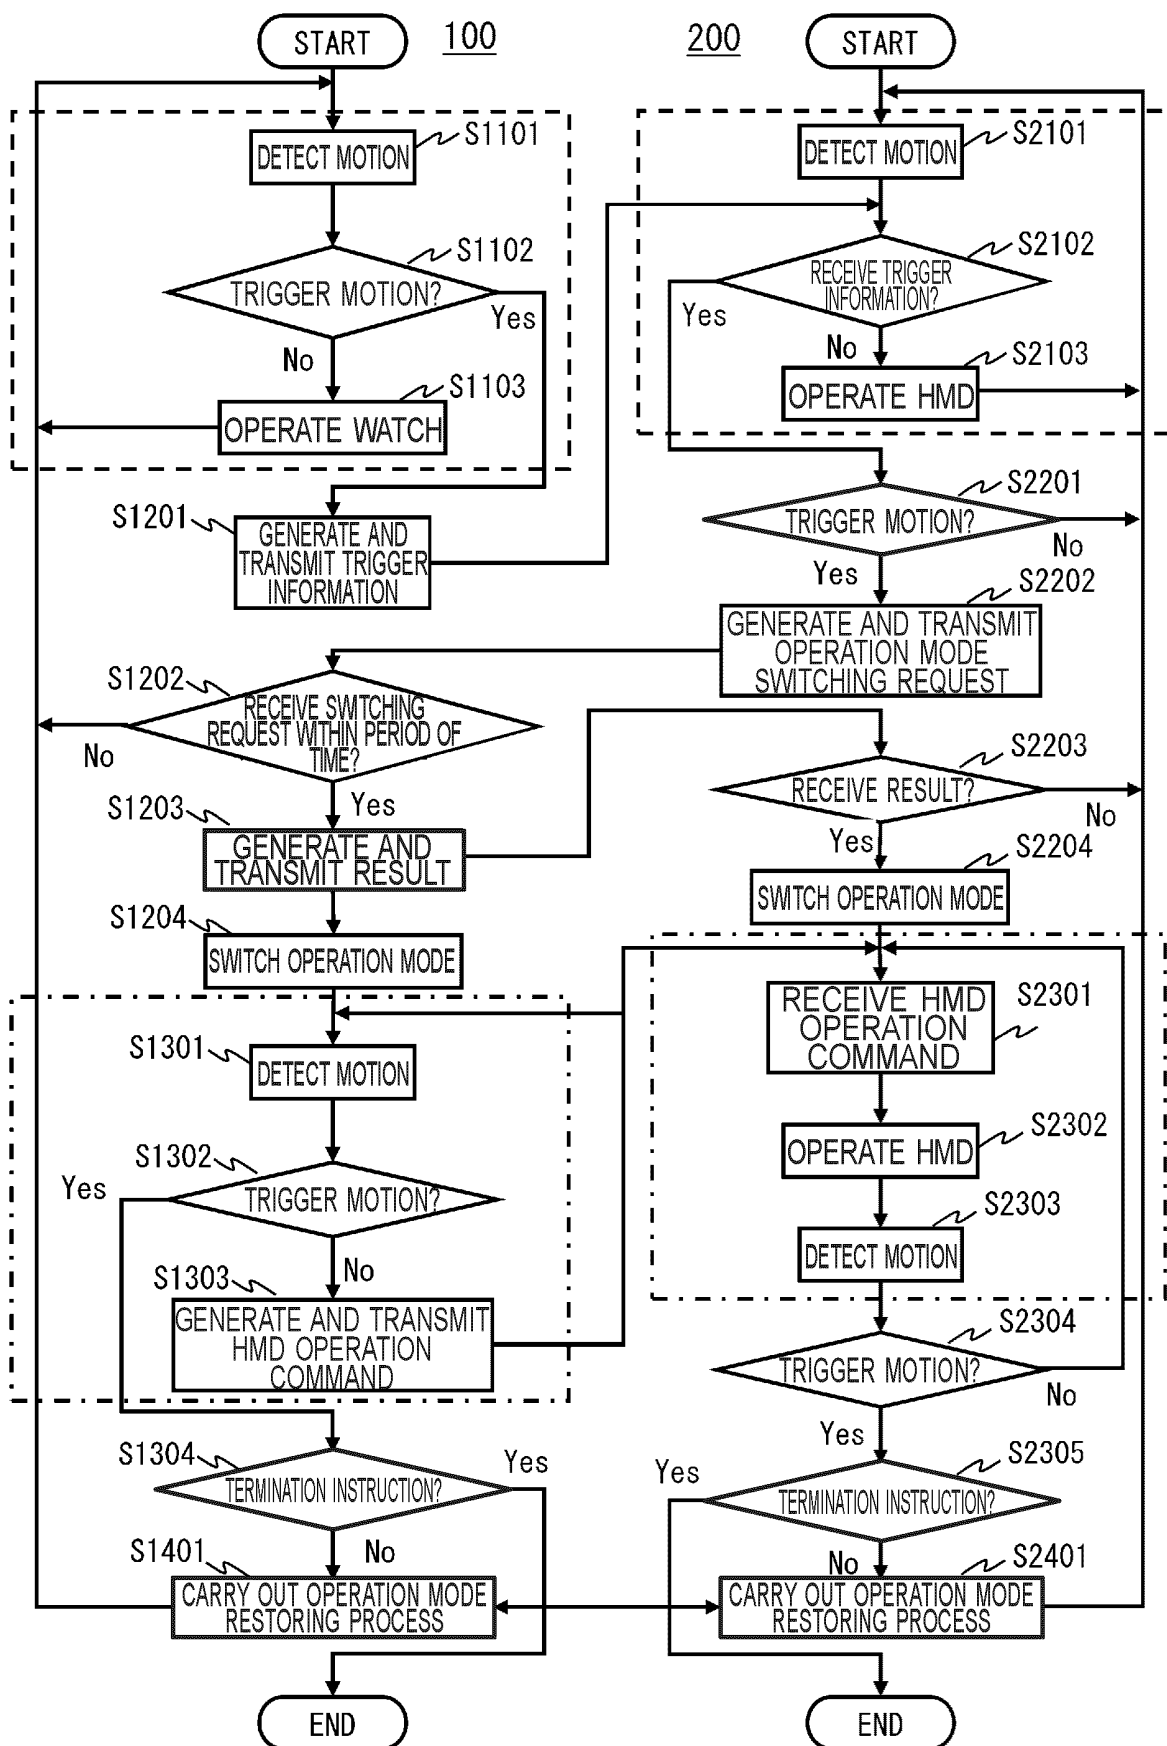 START
100
S1101
DETECT MOTION
S1102
TRIGGER MOTION?
Yes
No
S1103
OPERATE WATCH
S1201
GENERATE AND
TRANSMIT TRIGGER
INFORMATION
S1202
RECEIVE SWITCHING
REQUEST WITHIN PERIOD OF
TIME?
No
Yes
S1203
GENERATE AND
TRANSMIT RESULT
S1204
SWITCH OPERATION MODE
S1301
DETECT MOTION
S1302
Yes
TRIGGER MOTION?
No
S1303
GENERATE AND TRANSMIT
HMD OPERATION
COMMAND
S1304
Yes
TERMINATION INSTRUCTION?
No
S1401
CARRY OUT OPERATION MODE
RESTORING PROCESS
END
200
START
S2101
DETECT MOTION
S2102
RECEIVE TRIGGER
INFORMATION?
Yes
No
S2103
OPERATE HMD
S2201
TRIGGER MOTION?
No
Yes
S2202
GENERATE AND TRANSMIT
OPERATION MODE
SWITCHING REQUEST
S2203
RECEIVE RESULT?
No
Yes
S2204
SWITCH OPERATION MODE
S2301
RECEIVE HMD
OPERATION
COMMAND
S2302
OPERATE HMD
S2303
DETECT MOTION
S2304
TRIGGER MOTION?
No
Yes
S2305
Yes
TERMINATION INSTRUCTION?
No
S2401
CARRY OUT OPERATION MODE
RESTORING PROCESS
END